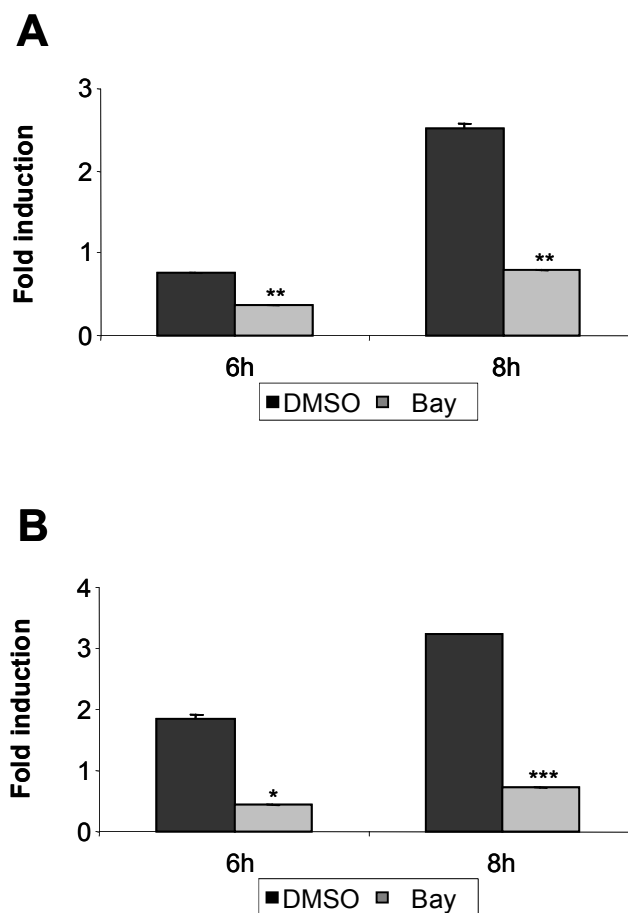 A
Fold induction
3
2
1
0
**
**
6h
8h
DMSO Bay
B
Fold induction
4
3
2
1
0
*
***
6h
8h
DMSO Bay